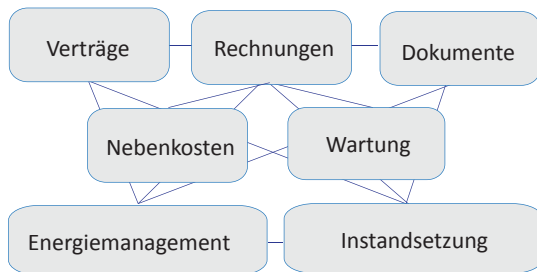 Verträge
Rechnungen
Dokumente
Nebenkosten
Wartung
Energiemanagement
Instandsetzung